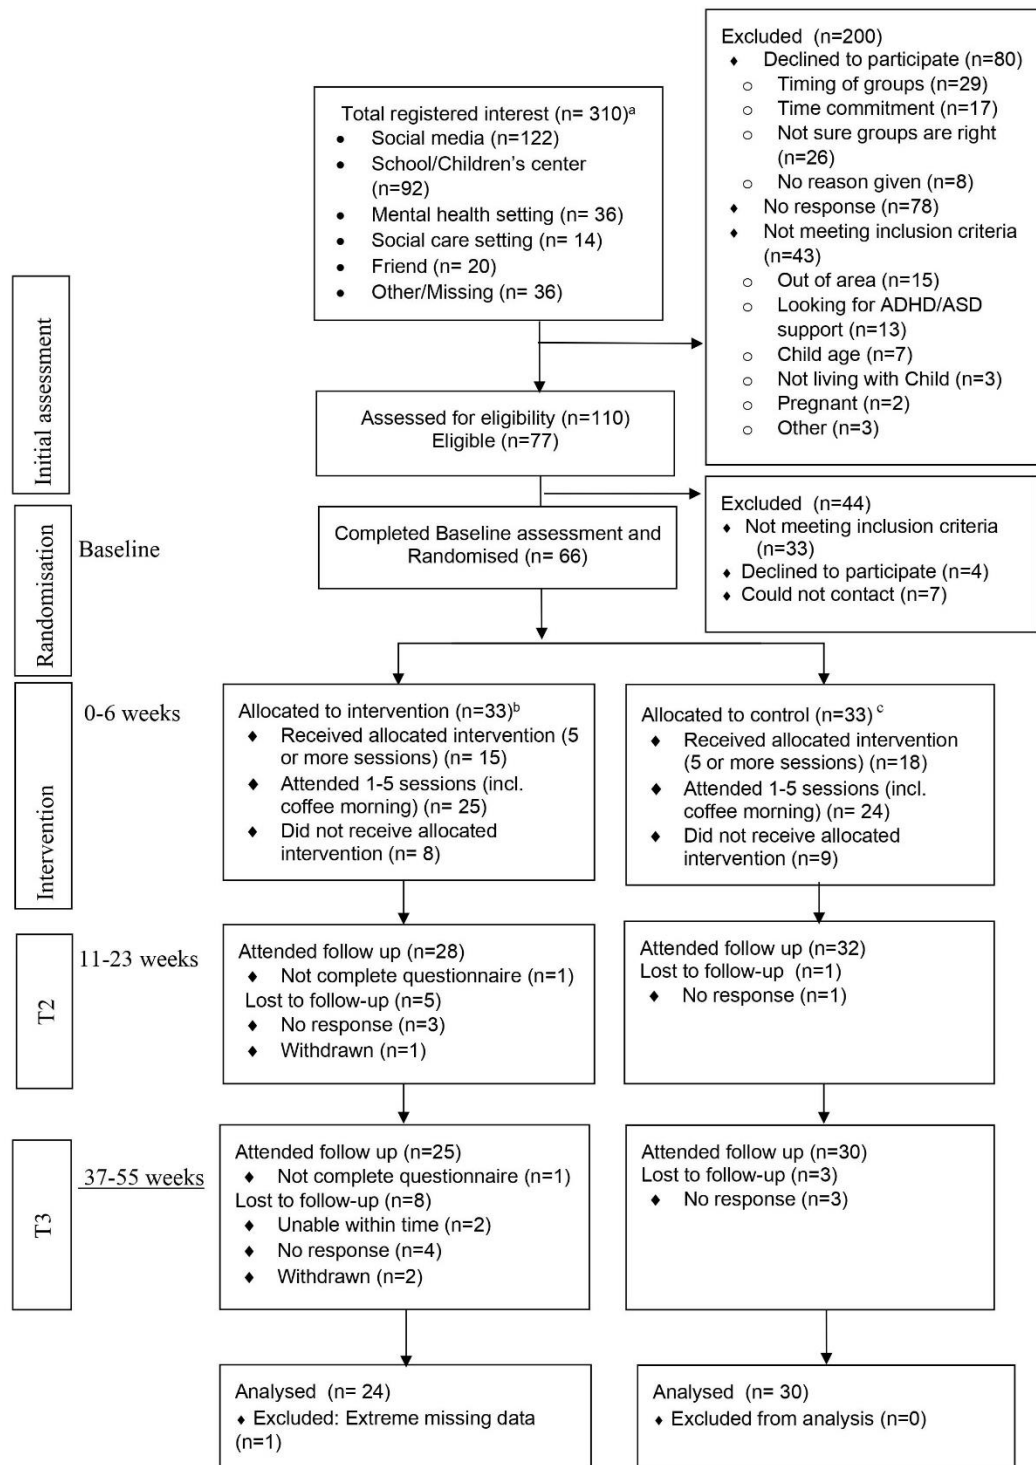 Total registered interest (n= 310)a
• Social media (n=122)
• School/Children's center
(n=92)
• Mental health setting (n= 36)
• Social care setting (n= 14)
• Friend (n= 20)
• Other/Missing (n= 36)
Excluded (n=200)
♦ Declined to participate (n=80)
o Timing of groups (n=29)
o Time commitment (n=17)
o Not sure groups are right
(n=26)
o No reason given (n=8)
♦ No response (n=78)
♦ Not meeting inclusion criteria
(n=43)
o Out of area (n=15)
o Looking for ADHD/ASD
support (n=13)
o Child age (n=7)
o Not living with Child (n=3)
o Pregnant (n=2)
o Other (n=3)
Initial assessment
Assessed for eligibility (n=110)
Eligible (n=77)
Excluded (n=44)
♦ Not meeting inclusion criteria
(n=33)
♦ Declined to participate (n=4)
♦ Could not contact (n=7)
Randomisation
Baseline
Completed Baseline assessment and
Randomised (n= 66)
Intervention
0-6 weeks
Allocated to intervention (n=33)b
♦ Received allocated intervention (5
or more sessions) (n= 15)
♦ Attended 1-5 sessions (incl.
coffee morning) (n= 25)
♦ Did not receive allocated
intervention (n= 8)
Allocated to control (n=33) c
♦ Received allocated intervention
(5 or more sessions) (n=18)
♦ Attended 1-5 sessions (incl.
coffee morning) (n= 24)
♦ Did not receive allocated
intervention (n=9)
T2
11-23 weeks
Attended follow up (n=28)
♦ Not complete questionnaire (n=1)
Lost to follow-up (n=5)
♦ No response (n=3)
♦ Withdrawn (n=1)
Attended follow up (n=32)
Lost to follow-up (n=1)
♦ No response (n=1)
T3
37-55 weeks
Attended follow up (n=25)
♦ Not complete questionnaire (n=1)
Lost to follow-up (n=8)
♦ Unable within time (n=2)
♦ No response (n=4)
♦ Withdrawn (n=2)
Attended follow up (n=30)
Lost to follow-up (n=3)
♦ No response (n=3)
Analysed (n= 24)
♦ Excluded: Extreme missing data
(n=1)
Analysed (n= 30)
♦ Excluded from analysis (n=0)